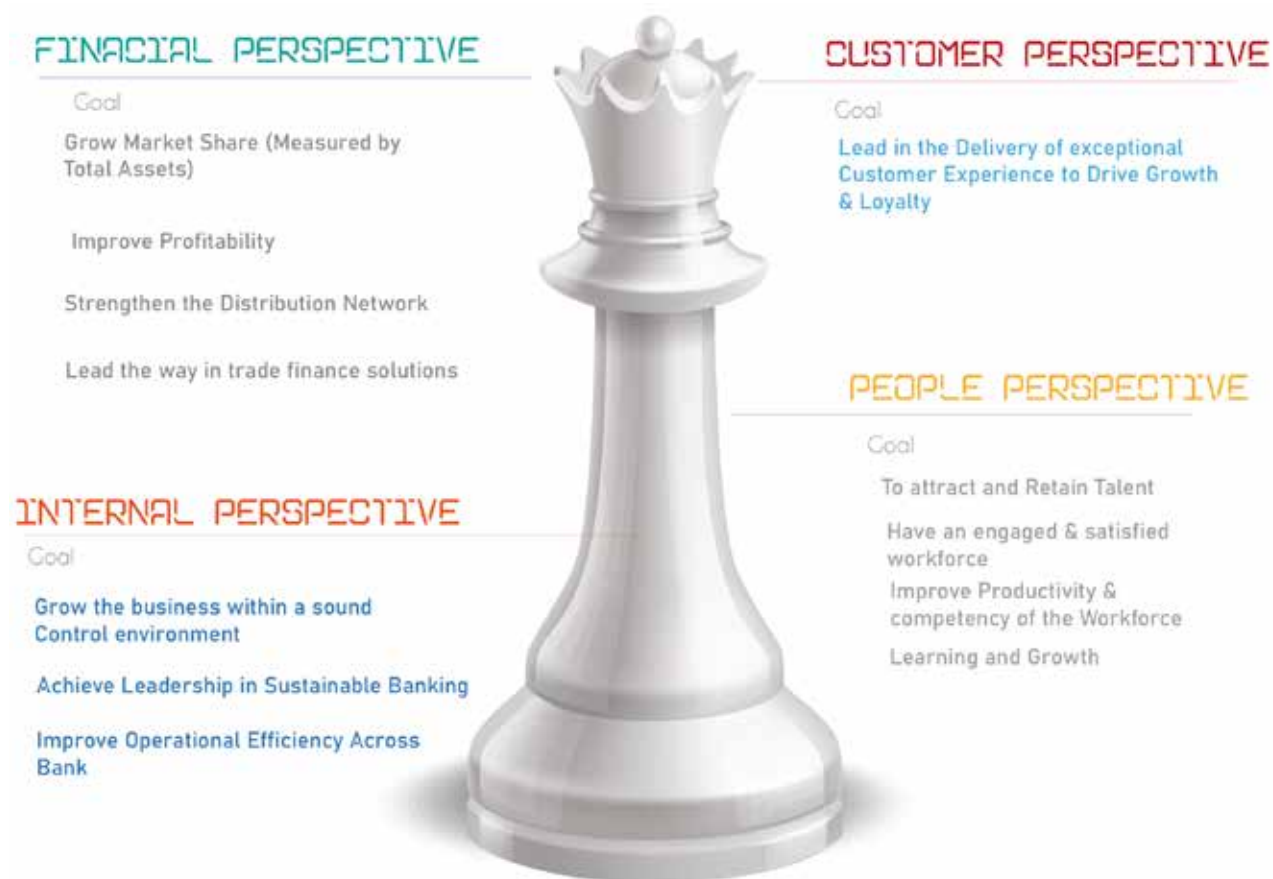 FINACIAL PERSPECTIVE
Goal
Grow Market Share (Measured by
Total Assets)
Improve Profitability
Strengthen the Distribution Network
Lead the way in trade finance solutions
CUSTOMER PERSPECTIVE
Goal
Lead in the Delivery of exceptional
Customer Experience to Drive Growth
& Loyalty
INTERNAL PERSPECTIVE
Goal
Grow the business within a sound
Control environment
Achieve Leadership in Sustainable Banking
Improve Operational Efficiency Across
Bank
PEOPLE PERSPECTIVE
Goal
To attract and Retain Talent
Have an engaged & satisfied
workforce
Improve Productivity &
competency of the Workforce
Learning and Growth